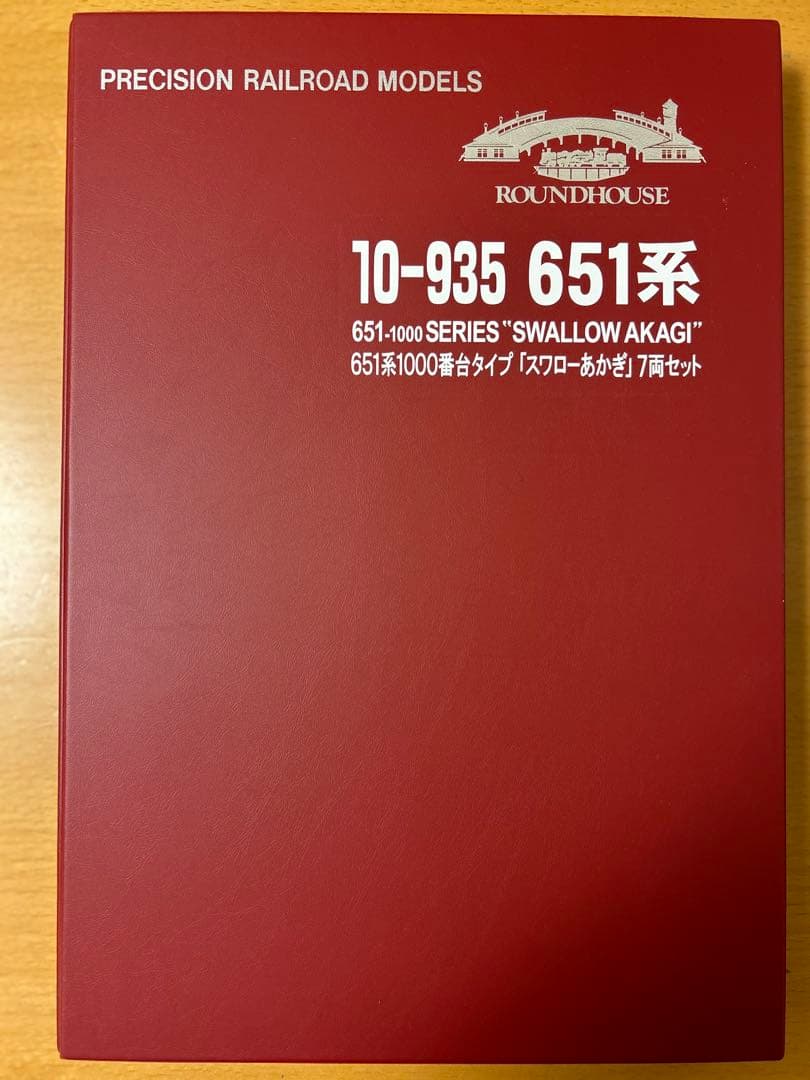 PRECISION RAILROAD MODELS
ROUNDHOUSE
10-935 651系
651-1000 SERIES "SWALLOW AKAGI"
651系1000番台タイプ「スワローあかぎ」7両セット